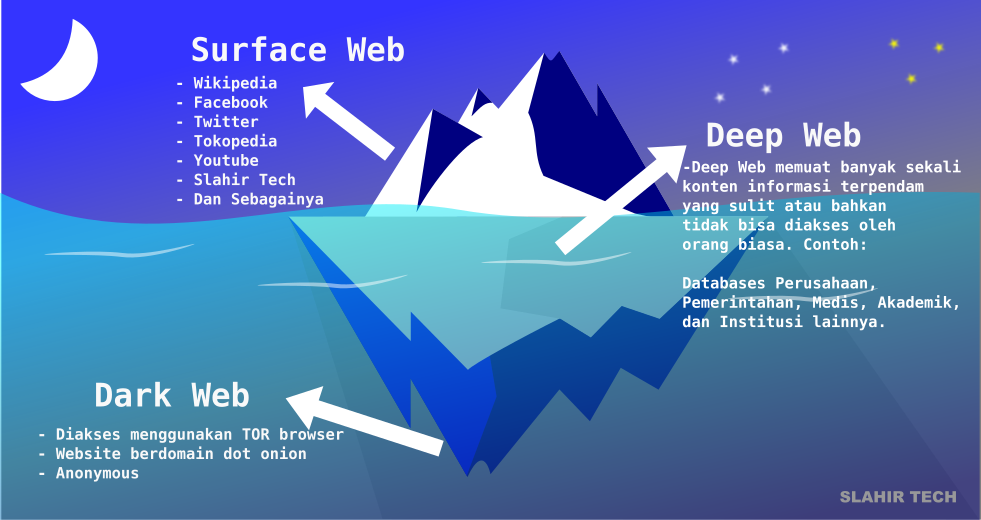 Surface Web
- Wikipedia
- Facebook
- Twitter
- Tokopedia
- Youtube
- Slahir Tech
- Dan Sebagainya
Deep Web
-Deep Web memuat banyak sekali
konten informasi terpendam
yang sulit atau bahkan
tidak bisa diakses oleh
orang biasa. Contoh:
Databases Perusahaan,
Pemerintahan, Medis, Akademik,
dan Institusi lainnya.
Dark Web
- Diakses menggunakan TOR browser
- Website berdomain dot onion
- Anonymous
SLAHIR TECH